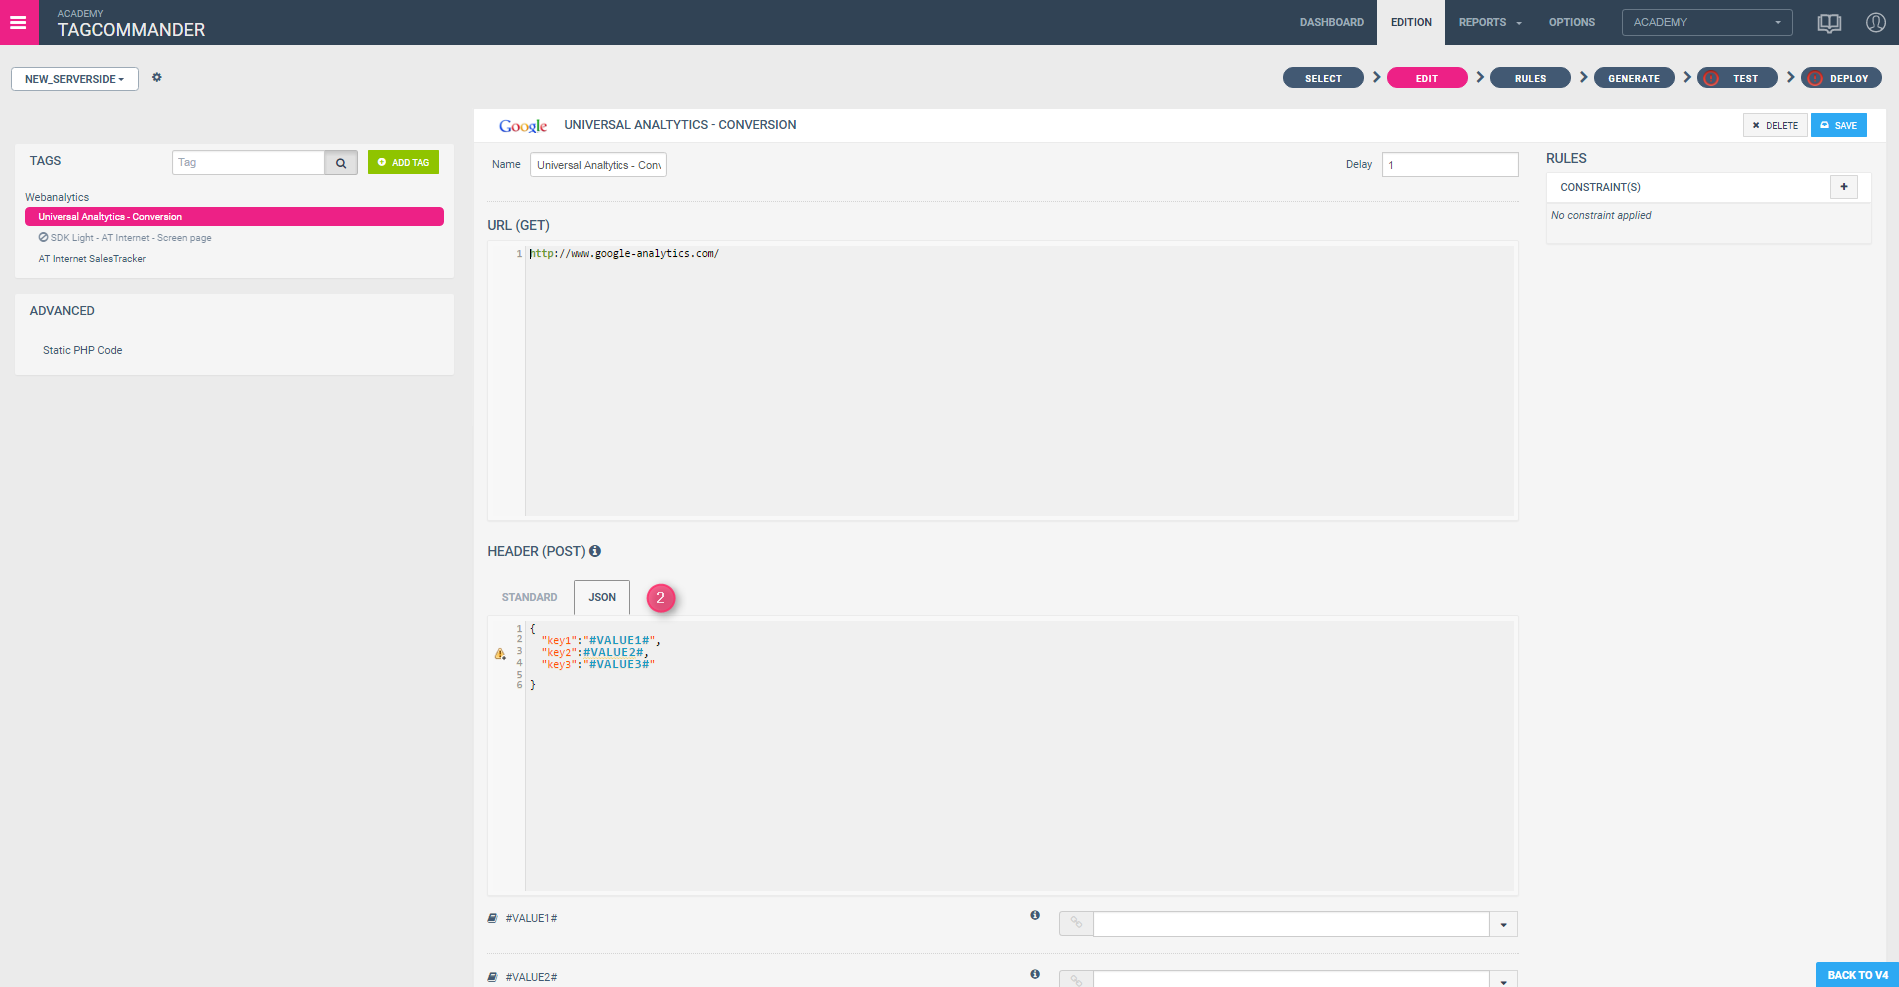 ACADEMY
TAGCOMMANDER
DASHBOARD
EDITION
REPORTS
OPTIONS
ACADEMY
NEW_SERVERSIDE
SELECT
EDIT
RULES
GENERATE
TEST
DEPLOY
TAGS
Tag
ADD TAG
Webanalytics
Universal Analtytics - Conversion
SDK Light - AT Internet - Screen page
AT Internet SalesTracker
ADVANCED
Static PHP Code
Google
UNIVERSAL ANALTYTICS - CONVERSION
DELETE
SAVE
Name
Universal Analtytics - Conv
Delay
1
RULES
CONSTRAINT(S)
+
No constraint applied
URL (GET)
1 http://www.google-analytics.com/
HEADER (POST)
STANDARD
JSON
2
1 {
2 "key1":"#VALUE1#",
3 "key2":#VALUE2#,
4 "key3":"#VALUE3#"
5
6 }
#VALUE1#
#VALUE2#
BACK TO V4